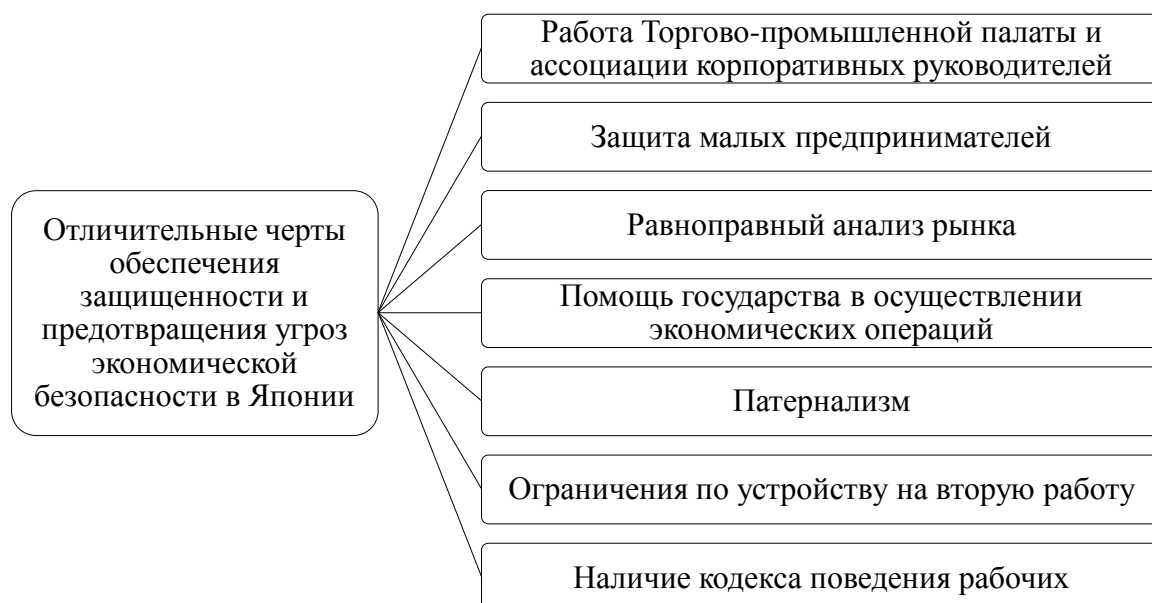 Отличительные черты
обеспечения
защищенности и
предотвращения угроз
экономической
безопасности в Японии
Работа Торгово-промышленной палаты и
ассоциации корпоративных руководителей
Защита малых предпринимателей
Равноправный анализ рынка
Помощь государства в осуществлении
экономических операций
Патернализм
Ограничения по устройству на вторую работу
Наличие кодекса поведения рабочих